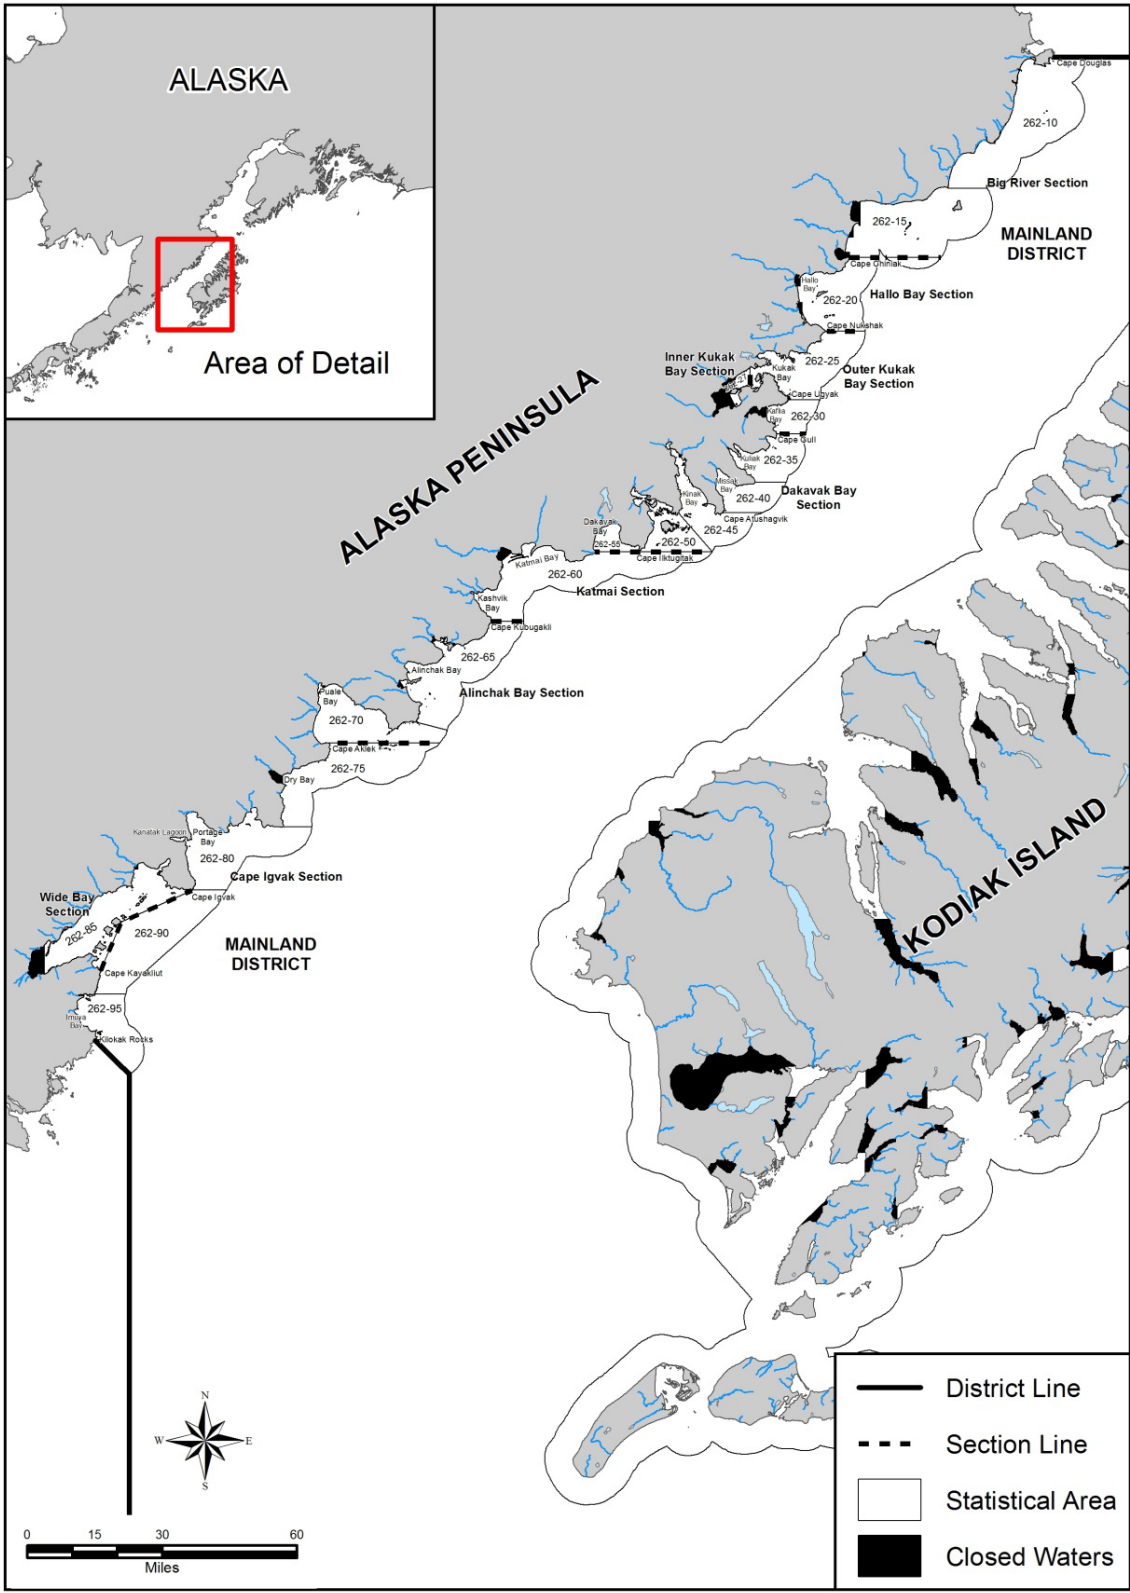 ALASKA
Area of Detail
Cape Douglas
262-10
Big River Section
262-15
MAINLAND
DISTRICT
Cape Chiniak
Hallo
Bay
262-20
Hallo Bay Section
Cape Nukshak
Inner Kukak
Bay Section
Kukak
Bay
262-25
Outer Kukak
Bay Section
Cape Ugyak
Kaflia
Bay
262-30
Cape Gull
Kuliak
Bay
262-35
Missak
Bay
262-40
Dakavak Bay
Section
Kinak
Bay
Cape Atushagvik
262-45
Dakavak
Bay
262-55
262-50
Cape Ilktugitak
ALASKA PENINSULA
Katmai Bay
262-60
Katmai Section
Kashvik
Bay
Cape Kubugakli
262-65
Alinchak Bay
Alinchak Bay Section
Puale
Bay
262-70
Cape Aklek
262-75
Dry Bay
Kanatak Lagoon
Portage
Bay
262-80
Cape Igvak Section
Cape Igvak
Wide Bay
Section
262-85
262-90
MAINLAND
DISTRICT
Cape Kayakliut
262-95
Imuya
Bay
Kilokak Rocks
KODIAK ISLAND
N
W
E
S
0
15
30
60
Miles
District Line
Section Line
Statistical Area
Closed Waters